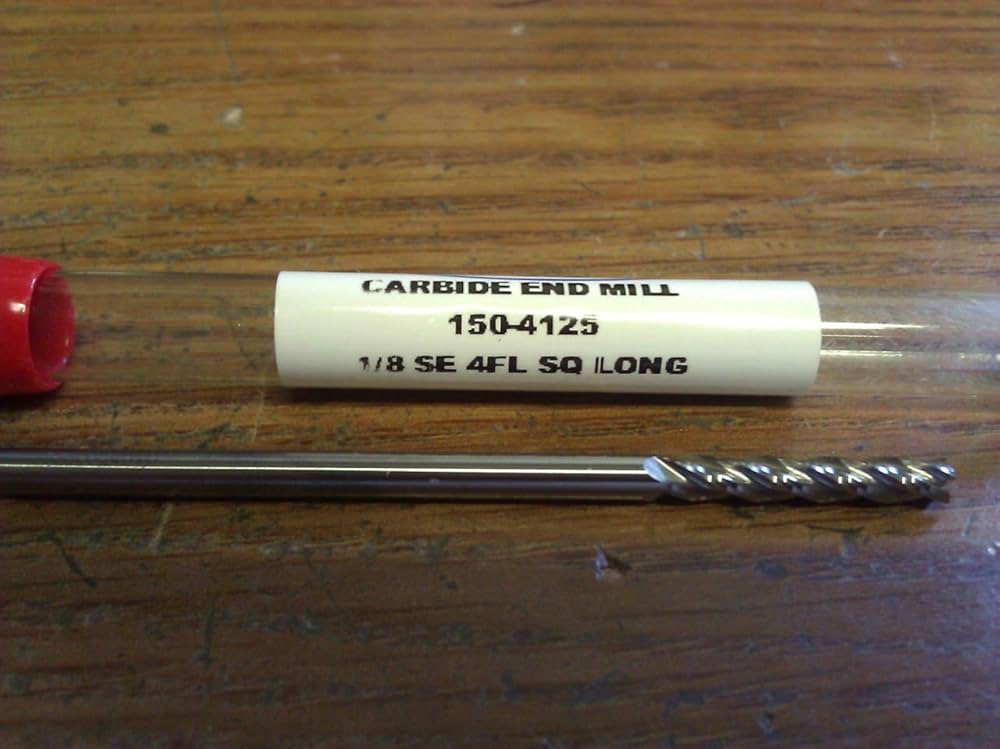 CARBIDE END MILL
150-4125
1/8 SE 4FL SQ LONG